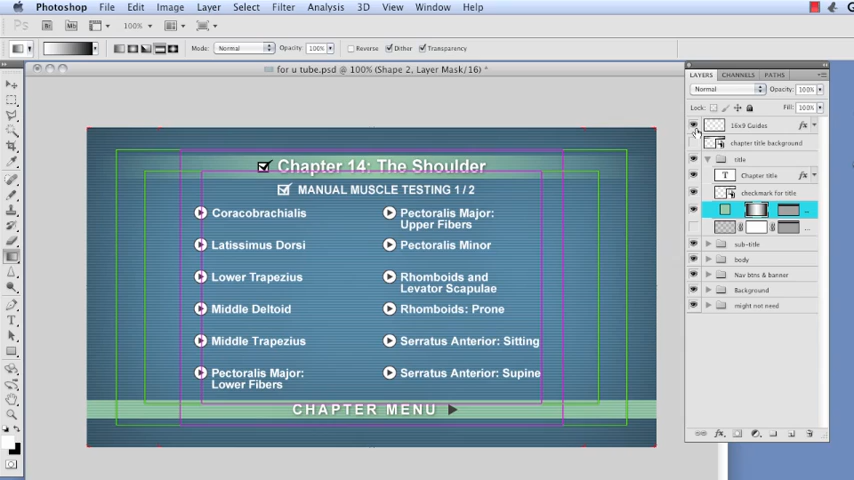 Photoshop File Edit Image Layer Select Filter Analysis 3D View Window Help
100%
Mode: Normal Opacity: 100% Reverse Dither Transparency
for u tube.psd @ 100% (Shape 2, Layer Mask/16) *
LAYERS CHANNELS PATHS
Normal Opacity: 100%
Lock: Fill: 100%
16x9 Guides fx
chapter title background
title
T Chapter title fx
checkmark for title
...
...
sub-title
body
Nav btns & banner
Background
might not need
Chapter 14: The Shoulder
MANUAL MUSCLE TESTING 1 / 2
Coracobrachialis
Latissimus Dorsi
Lower Trapezius
Middle Deltoid
Middle Trapezius
Pectoralis Major:
Lower Fibers
Pectoralis Major:
Upper Fibers
Pectoralis Minor
Rhomboids and
Levator Scapulae
Rhomboids: Prone
Serratus Anterior: Sitting
Serratus Anterior: Supine
CHAPTER MENU